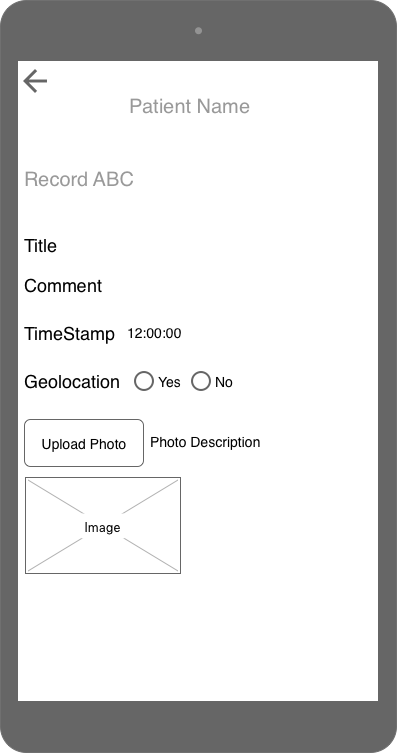 Patient Name
Record ABC
Title
Comment
TimeStamp 12:00:00
Geolocation Yes No
Upload Photo Photo Description
Image